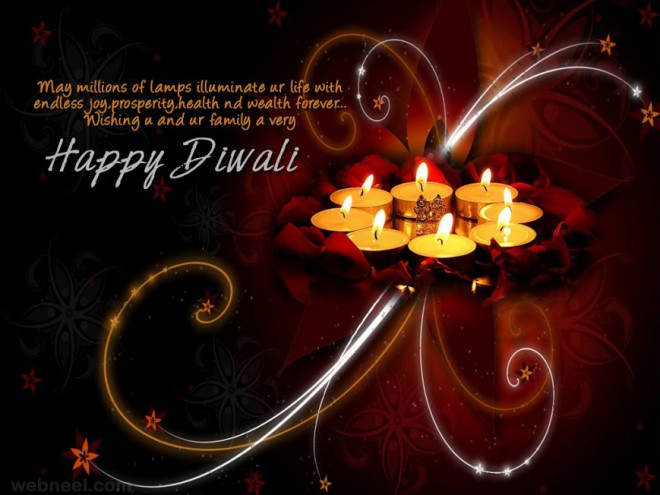 May millions of lamps illuminate ur life with
endless joy,prosperity,health nd wealth forever...
Wishing u and ur family a very
Happy Diwali
webneel.com